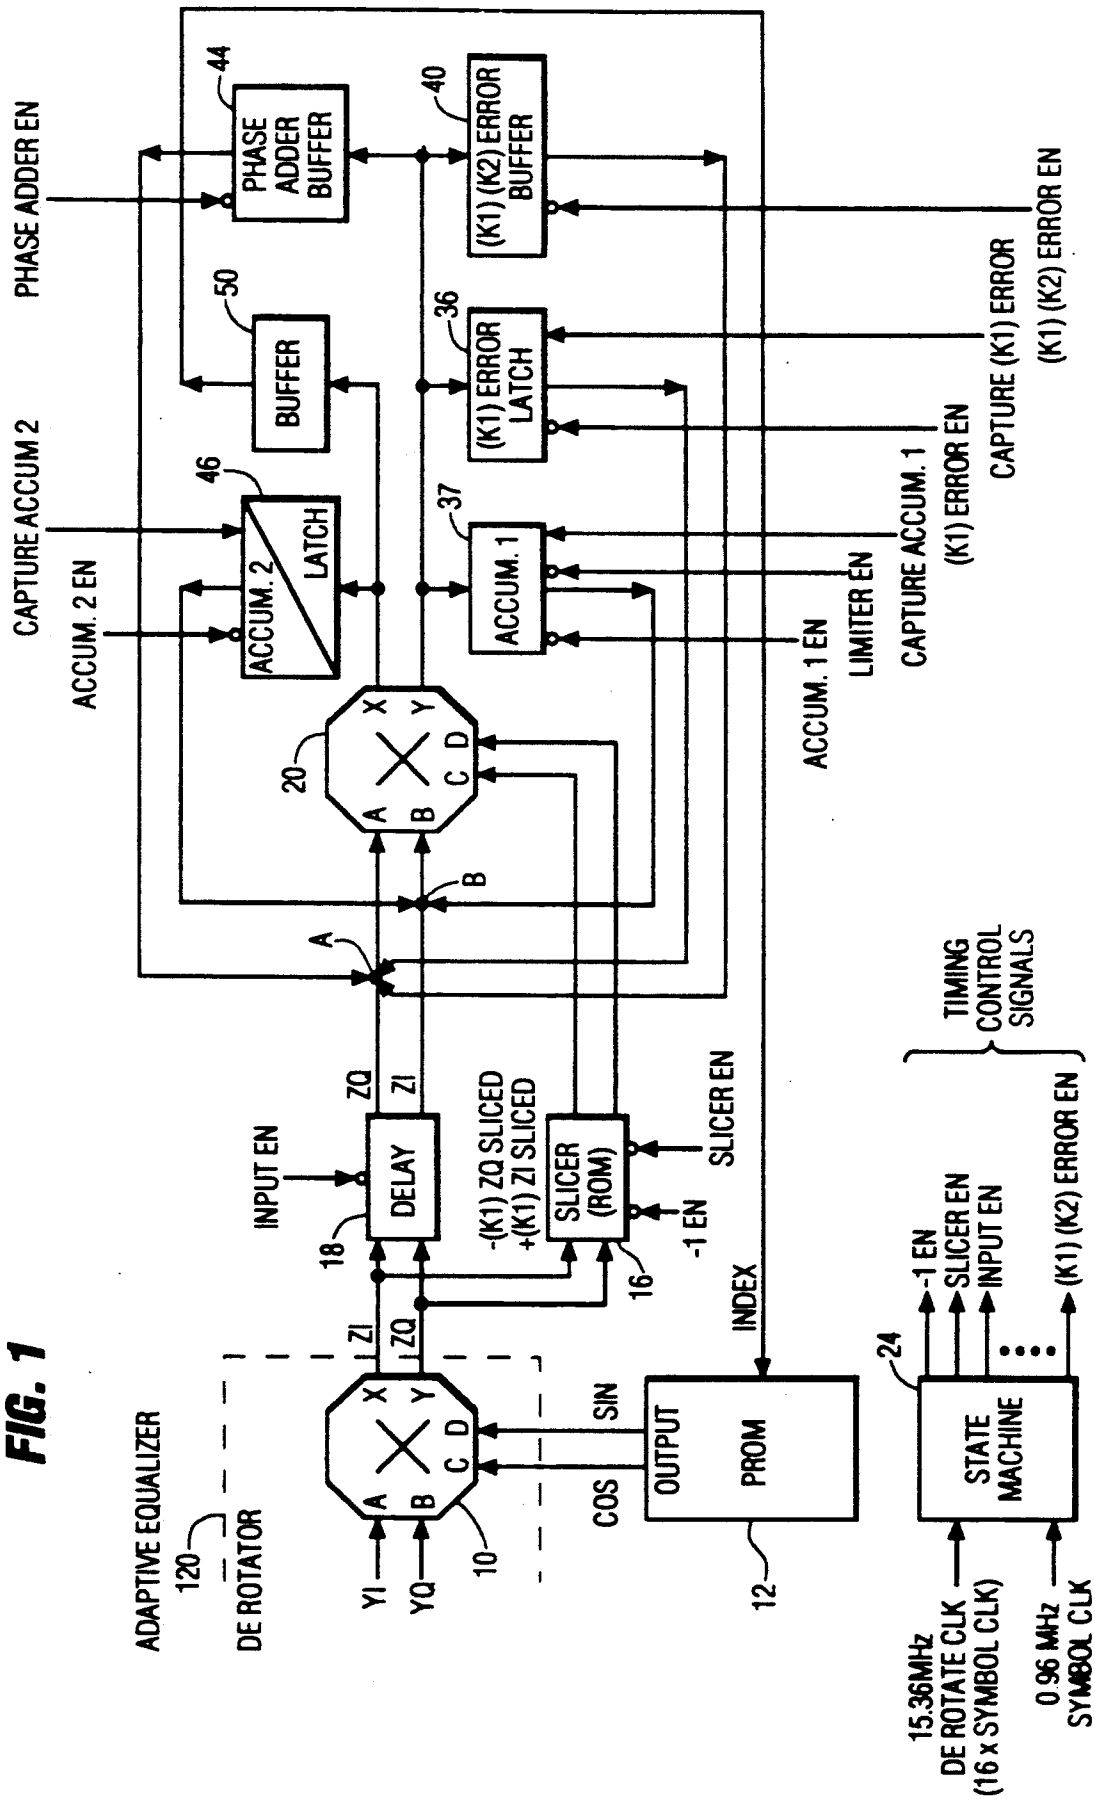 FIG. 1
ADAPTIVE EQUALIZER
120
DE ROTATOR
YI
YQ
A
B
C
D
X
Y
10
ZI
ZQ
COS
SIN
OUTPUT
PROM
12
INDEX
INPUT EN
18
DELAY
ZQ
ZI
-(K1) ZQ SLICED
+(K1) ZI SLICED
SLICER
(ROM)
16
-1 EN
SLICER EN
A
B
20
A
B
C
D
X
Y
CAPTURE ACCUM 2
ACCUM. 2 EN
46
ACCUM. 2
LATCH
50
BUFFER
PHASE ADDER EN
44
PHASE
ADDER
BUFFER
37
ACCUM. 1
36
(K1) ERROR
LATCH
40
(K1) (K2) ERROR
BUFFER
ACCUM. 1 EN
LIMITER EN
CAPTURE ACCUM. 1
(K1) ERROR EN
CAPTURE (K1) ERROR
(K1) (K2) ERROR EN
15.36MHz
DE ROTATE CLK
(16 x SYMBOL CLK)
0.96 MHz
SYMBOL CLK
24
STATE
MACHINE
-1 EN
SLICER EN
INPUT EN
(K1) (K2) ERROR EN
TIMING
CONTROL
SIGNALS